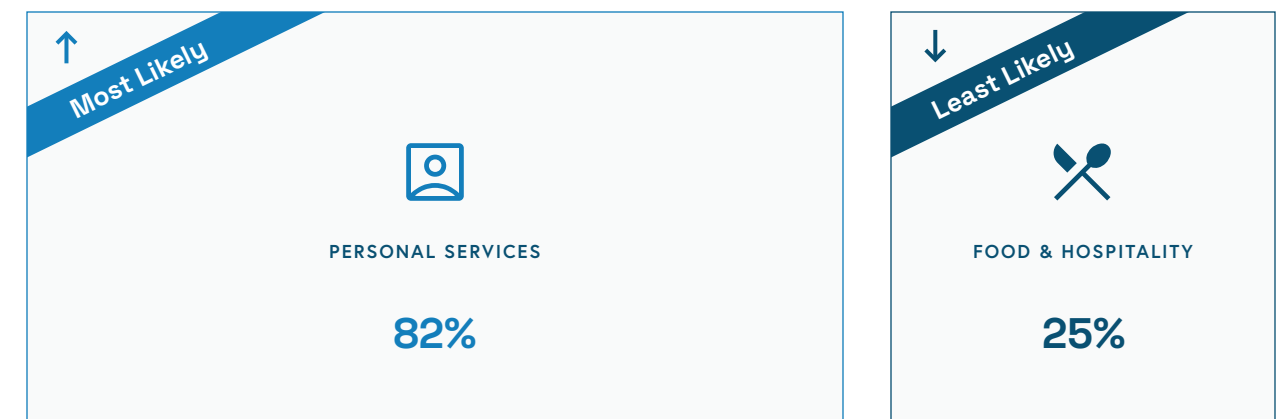 Most Likely
PERSONAL SERVICES
82%
Least Likely
FOOD & HOSPITALITY
25%